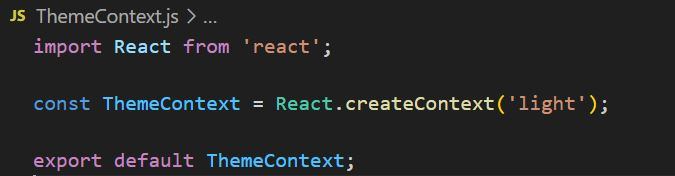 JS ThemeContext.js > ...
import React from 'react';
const ThemeContext = React.createContext('light');
export default ThemeContext;